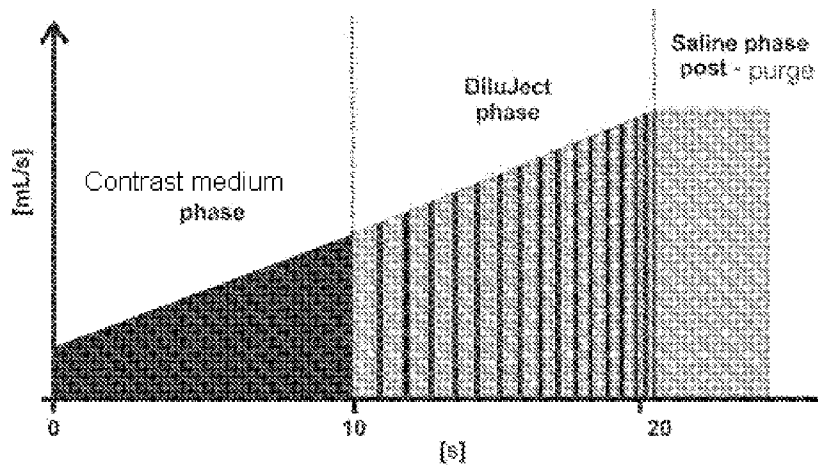 Saline phase
post - purge
DiluJect
phase
Contrast medium
phase
[mL/s]
0
10
20
[s]